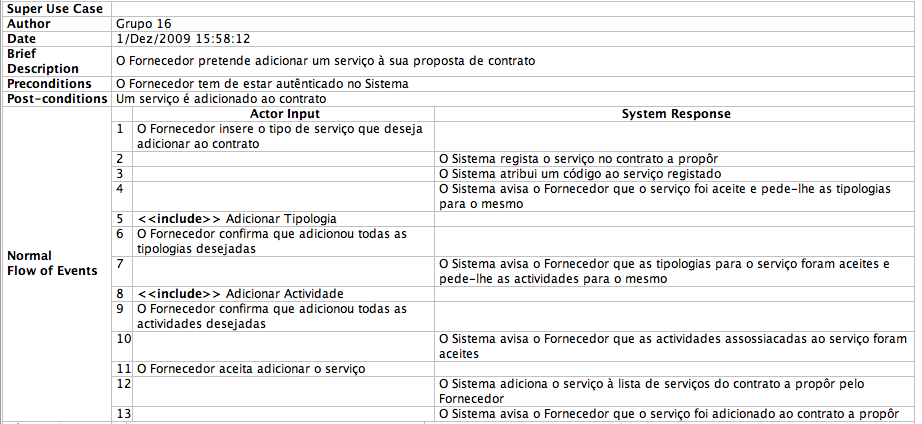 Super Use Case
Author Grupo 16
Date 1/Dez/2009 15:58:12
Brief
Description O Fornecedor pretende adicionar um serviço à sua proposta de contrato
Preconditions O Fornecedor tem de estar autênticado no Sistema
Post-conditions Um serviço é adicionado ao contrato
Normal
Flow of Events
Actor Input System Response
1 O Fornecedor insere o tipo de serviço que deseja
adicionar ao contrato
2 O Sistema regista o serviço no contrato a propôr
3 O Sistema atribui um código ao serviço registado
4 O Sistema avisa o Fornecedor que o serviço foi aceite e pede-lhe as tipologias
para o mesmo
5 <<include>> Adicionar Tipologia
6 O Fornecedor confirma que adicionou todas as
tipologias desejadas
7 O Sistema avisa o Fornecedor que as tipologias para o serviço foram aceites e
pede-lhe as actividades para o mesmo
8 <<include>> Adicionar Actividade
9 O Fornecedor confirma que adicionou todas as
actividades desejadas
10 O Sistema avisa o Fornecedor que as actividades assossiacadas ao serviço foram
aceites
11 O Fornecedor aceita adicionar o serviço
12 O Sistema adiciona o serviço à lista de serviços do contrato a propôr pelo
Fornecedor
13 O Sistema avisa o Fornecedor que o serviço foi adicionado ao contrato a propôr